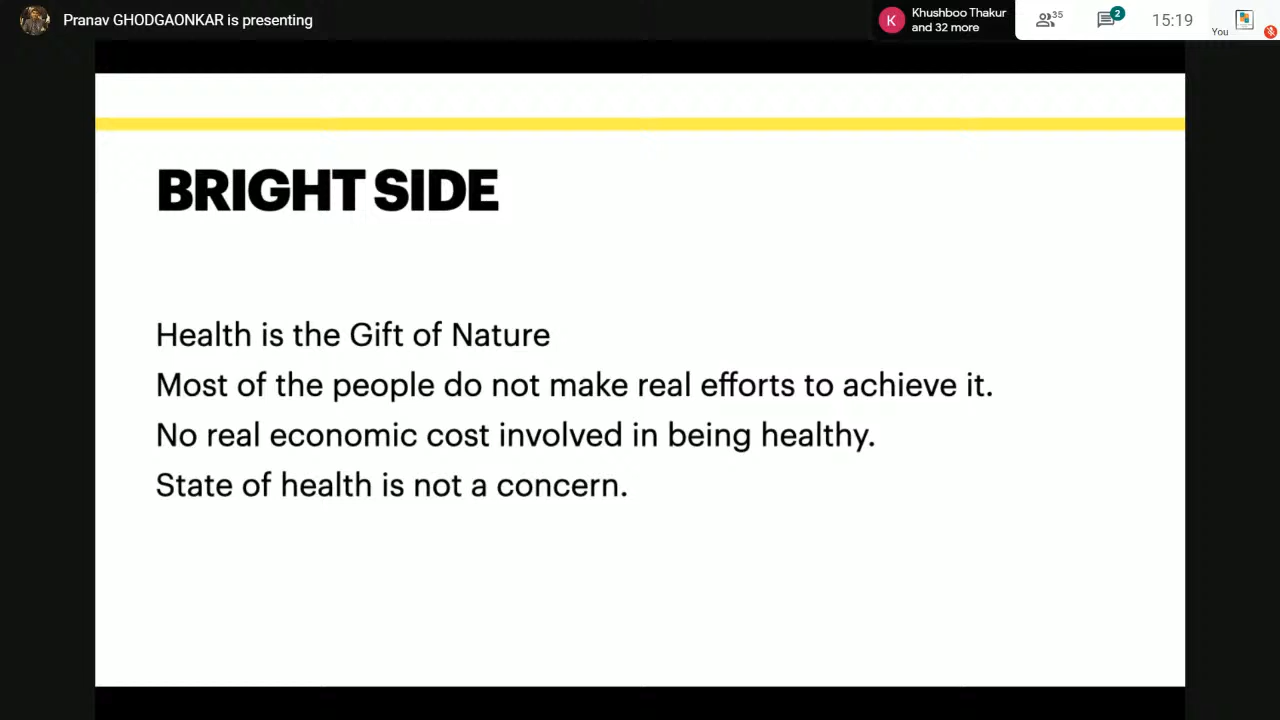 Pranav GHODGAONKAR is presenting
K
Khushboo Thakur
and 32 more
35
2
15:19
You
BRIGHT SIDE
Health is the Gift of Nature
Most of the people do not make real efforts to achieve it.
No real economic cost involved in being healthy.
State of health is not a concern.